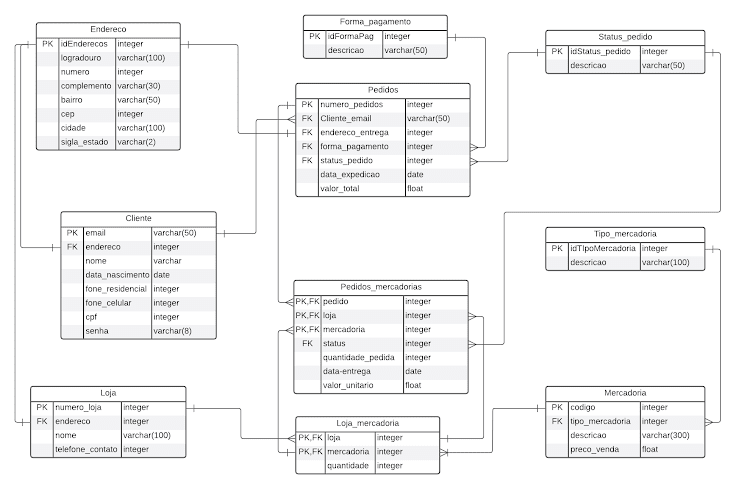 Endereco
PK idEnderecos integer
logradouro varchar(100)
numero integer
complemento varchar(30)
bairro varchar(50)
cep integer
cidade varchar(100)
sigla_estado varchar(2)
Forma_pagamento
PK idFormaPag integer
descricao varchar(50)
Status_pedido
PK idStatus_pedido integer
descricao varchar(50)
Pedidos
PK numero_pedidos integer
FK Cliente_email varchar(50)
FK endereco_entrega integer
FK forma_pagamento integer
FK status_pedido integer
data_expedicao date
valor_total float
Cliente
PK email varchar(50)
FK endereco integer
nome varchar
data_nascimento date
fone_residencial integer
fone_celular integer
cpf integer
senha varchar(8)
Tipo_mercadoria
PK idTIpoMercadoria integer
descricao varchar(100)
Pedidos_mercadorias
PK,FK pedido integer
PK,FK loja integer
PK,FK mercadoria integer
FK status integer
quantidade_pedida integer
data-entrega date
valor_unitario float
Loja
PK numero_loja integer
FK endereco integer
nome varchar(100)
telefone_contato integer
Loja_mercadoria
PK,FK loja integer
PK,FK mercadoria integer
quantidade integer
Mercadoria
PK codigo integer
FK tipo_mercadoria integer
descricao varchar(300)
preco_venda float